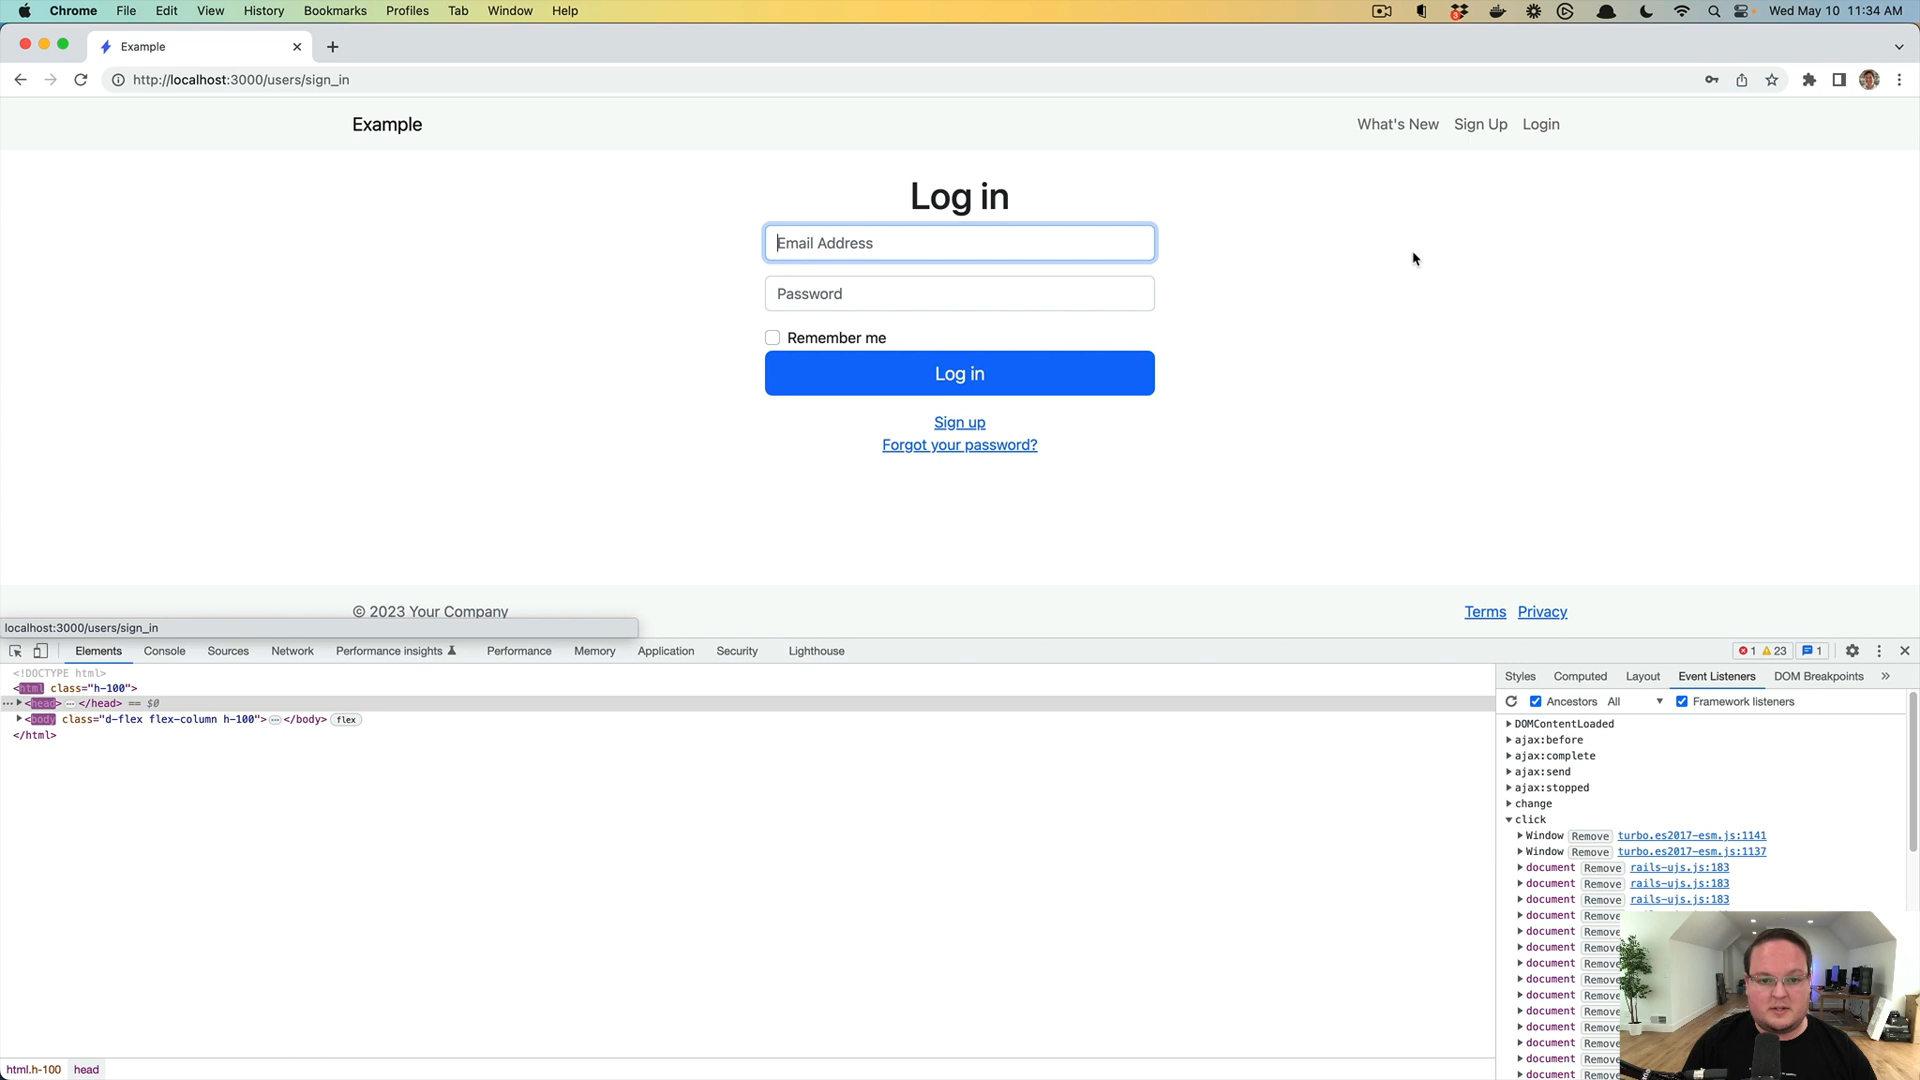 Chrome File Edit View History Bookmarks Profiles Tab Window Help
3
Wed May 10 11:34 AM
Example
http://localhost:3000/users/sign_in
Example
What's New Sign Up Login
Log in
Email Address
Password
Remember me
Log in
Sign up
Forgot your password?
© 2023 Your Company
Terms Privacy
localhost:3000/users/sign_in
Elements Console Sources Network Performance insights Performance Memory Application Security Lighthouse
1 23 1
<!DOCTYPE html>
<html class="h-100">
<head> … </head> == $0
<body class="d-flex flex-column h-100"> … </body> flex
</html>
Styles Computed Layout Event Listeners DOM Breakpoints »
Ancestors All Framework listeners
DOMContentLoaded
ajax:before
ajax:complete
ajax:send
ajax:stopped
change
click
Window Remove turbo.es2017-esm.js:1141
Window Remove turbo.es2017-esm.js:1137
document Remove rails-ujs.js:183
document Remove rails-ujs.js:183
document Remove rails-ujs.js:183
document Remove
document Remove
document Remove
document Remove
document Remove
document Remove
document Remove
document Remove
document Remove
document Remove
document Remove
html.h-100 head